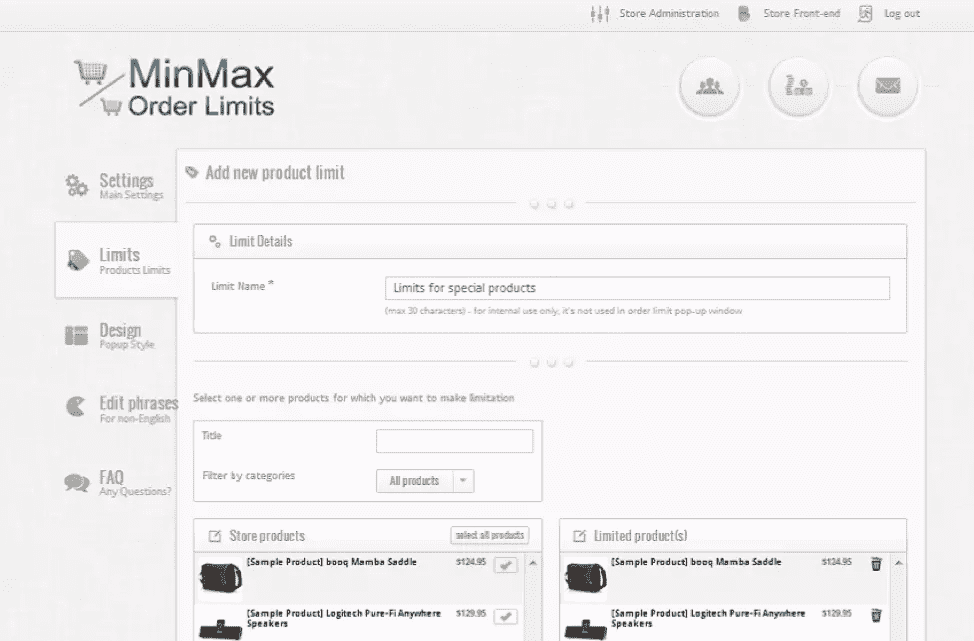 Store Administration
Store Front-end
Log out
MinMax
Order Limits
Settings
Main Settings
Limits
Products Limits
Design
Popup Style
Edit phrases
For non-English
FAQ
Any Questions?
Add new product limit
Limit Details
Limit Name *
Limits for special products
(max 30 characters) - for internal use only, it's not used in order limit pop-up window
Select one or more products for which you want to make limitation
Title
Filter by categories
All products
Store products
select all products
[Sample Product] booq Mamba Saddle
$124.95
[Sample Product] Logitech Pure-Fi Anywhere
Speakers
$129.95
Limited product(s)
[Sample Product] booq Mamba Saddle
$124.95
[Sample Product] Logitech Pure-Fi Anywhere
Speakers
$129.95